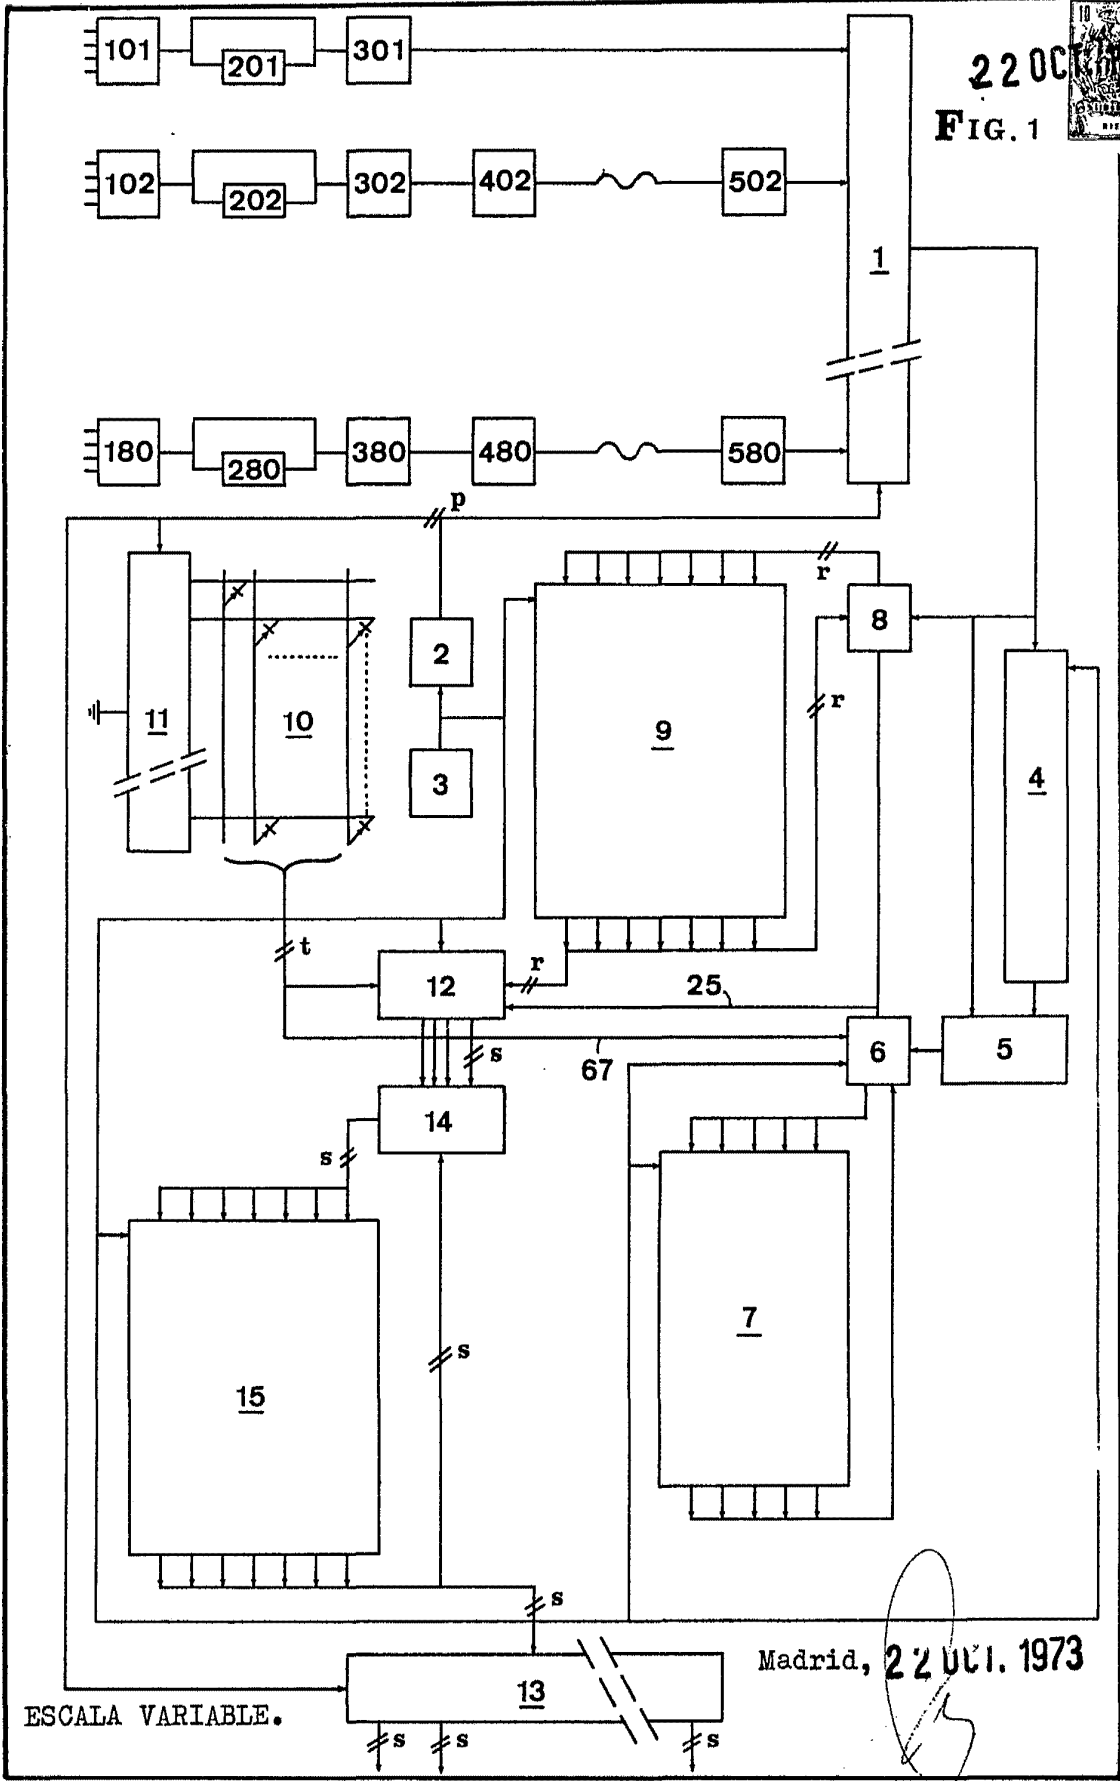 101 201 301
22 OCT.
FIG. 1
102 202 302 402 502
1
180 280 380 480 580
p
r
8
2
11 10 9 r
3 4
t
12 r
25
s 67 6 5
14
s
7
s
15
s
Madrid, 22 OCT. 1973
13
ESCALA VARIABLE.
s s s